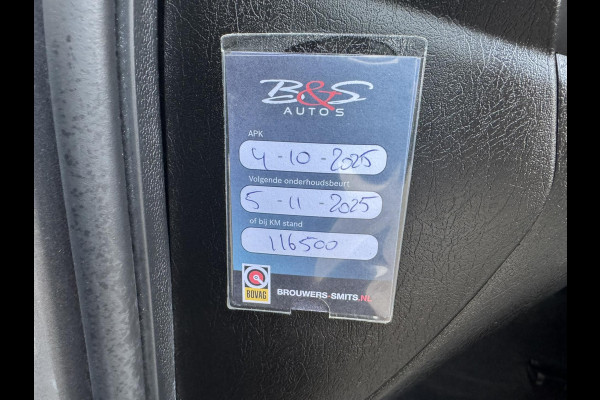 B&S
AUTO'S
APK
4-10-2025
Volgende onderhoudsbeurt
5-11-2025
of bij KM stand
116500
BOVAG
BROUWERS-SMITS.NL